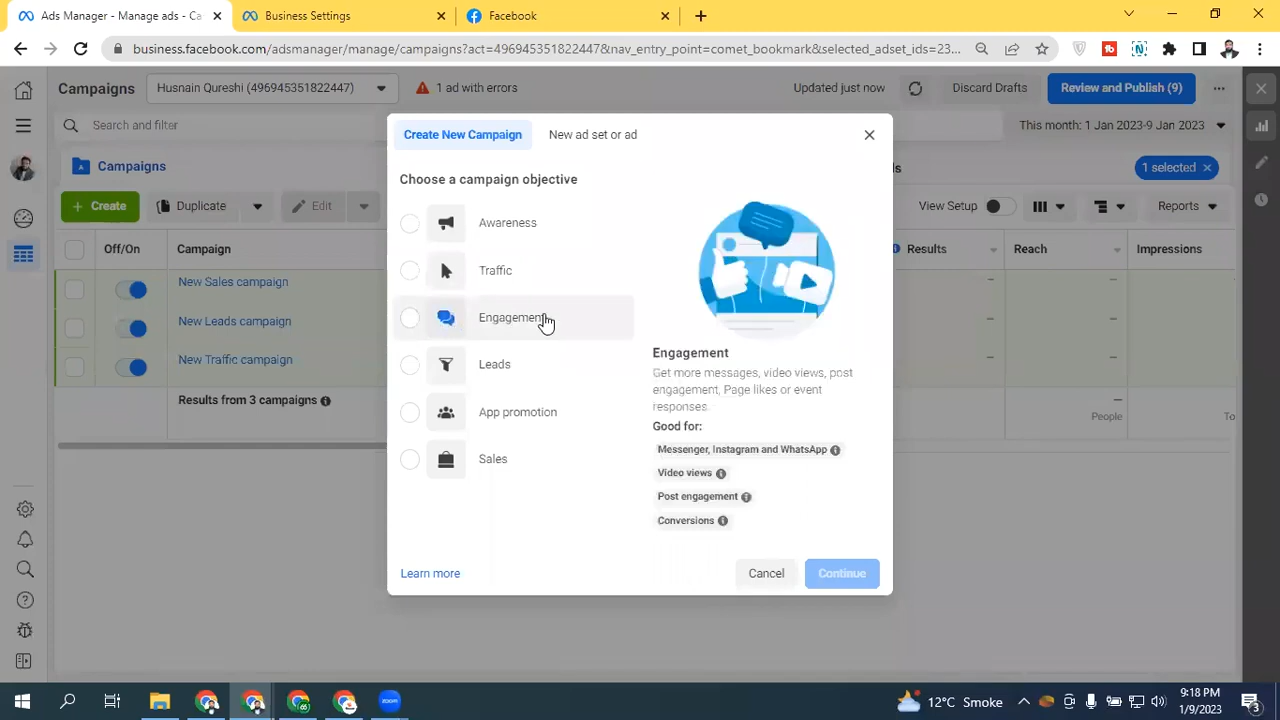 Ads Manager - Manage ads - Ca
Business Settings
Facebook
business.facebook.com/adsmanager/manage/campaigns?act=496945351822447&nav_entry_point=comet_bookmark&selected_adset_ids=23...
Campaigns
Husnain Qureshi (496945351822447)
1 ad with errors
Updated just now
Discard Drafts
Review and Publish (9)
Search and filter
This month: 1 Jan 2023-9 Jan 2023
Create New Campaign
New ad set or ad
Campaigns
ds
1 selected
Create
Duplicate
Edit
View Setup
Reports
Off/On
Campaign
Results
Reach
Impressions
New Sales campaign
New Leads campaign
New Traffic campaign
Results from 3 campaigns
People
To
Choose a campaign objective
Awareness
Traffic
Engagement
Leads
App promotion
Sales
Engagement
Get more messages, video views, post
engagement, Page likes or event
responses.
Good for:
Messenger, Instagram and WhatsApp
Video views
Post engagement
Conversions
Learn more
Cancel
Continue
zoom
12°C Smoke
9:18 PM
1/9/2023
3